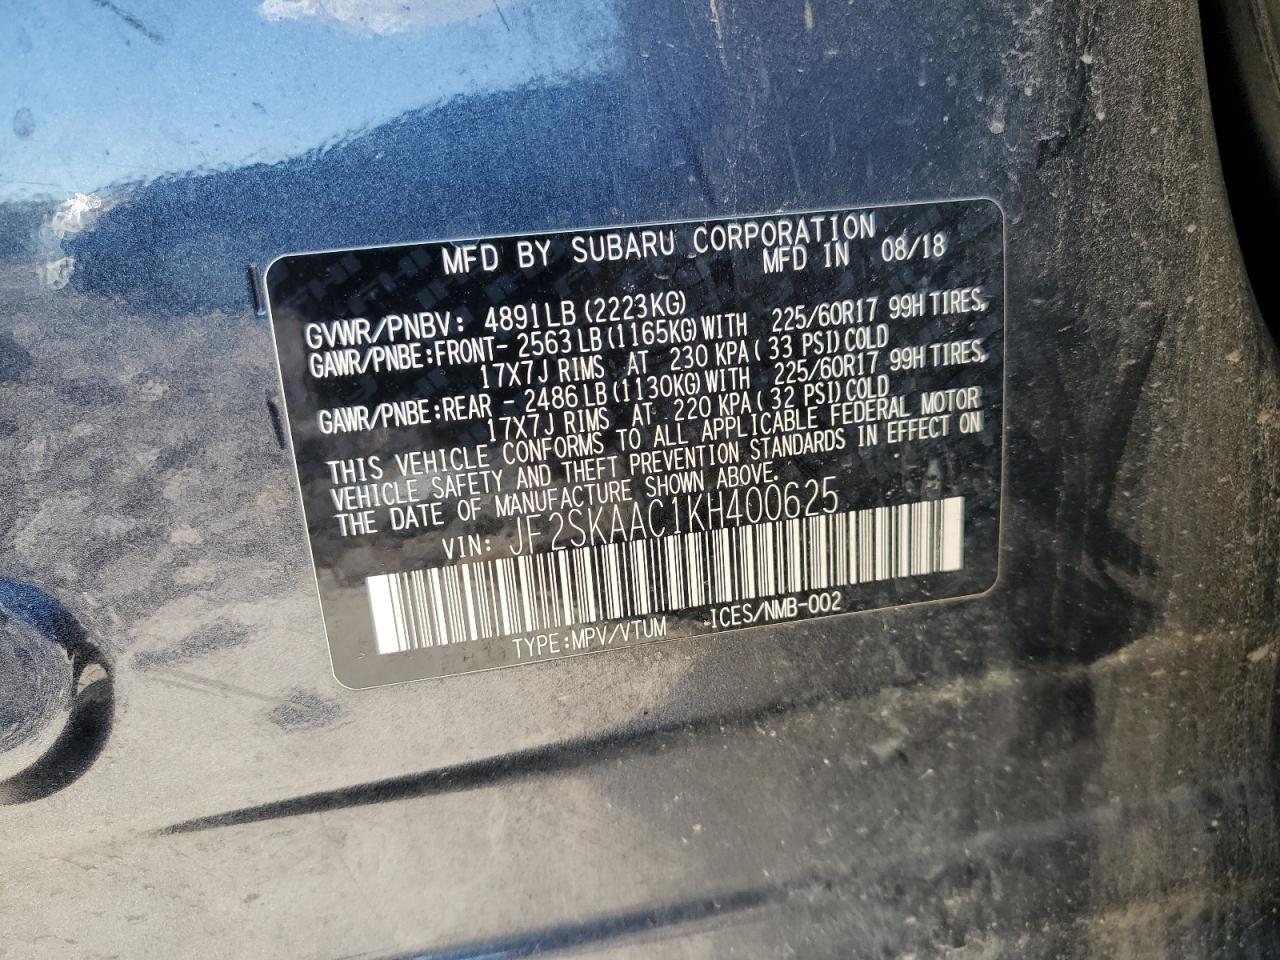 MFD BY SUBARU CORPORATION
MFD IN 08/18
GVWR/PNBV: 4891LB (2223KG)
GAWR/PNBE:FRONT- 2563 LB (1165KG) WITH 225/60R17 99H TIRES,
17X7J RIMS AT 230 KPA ( 33 PSI) COLD
GAWR/PNBE:REAR - 2486 LB (1130KG) WITH 225/60R17 99H TIRES,
17X7J RIMS AT 220 KPA ( 32 PSI) COLD
THIS VEHICLE CONFORMS TO ALL APPLICABLE FEDERAL MOTOR
VEHICLE SAFETY AND THEFT PREVENTION STANDARDS IN EFFECT ON
THE DATE OF MANUFACTURE SHOWN ABOVE.
VIN: JF2SKAAC1KH400625
TYPE:MPV/VTUM ICES/NMB-002